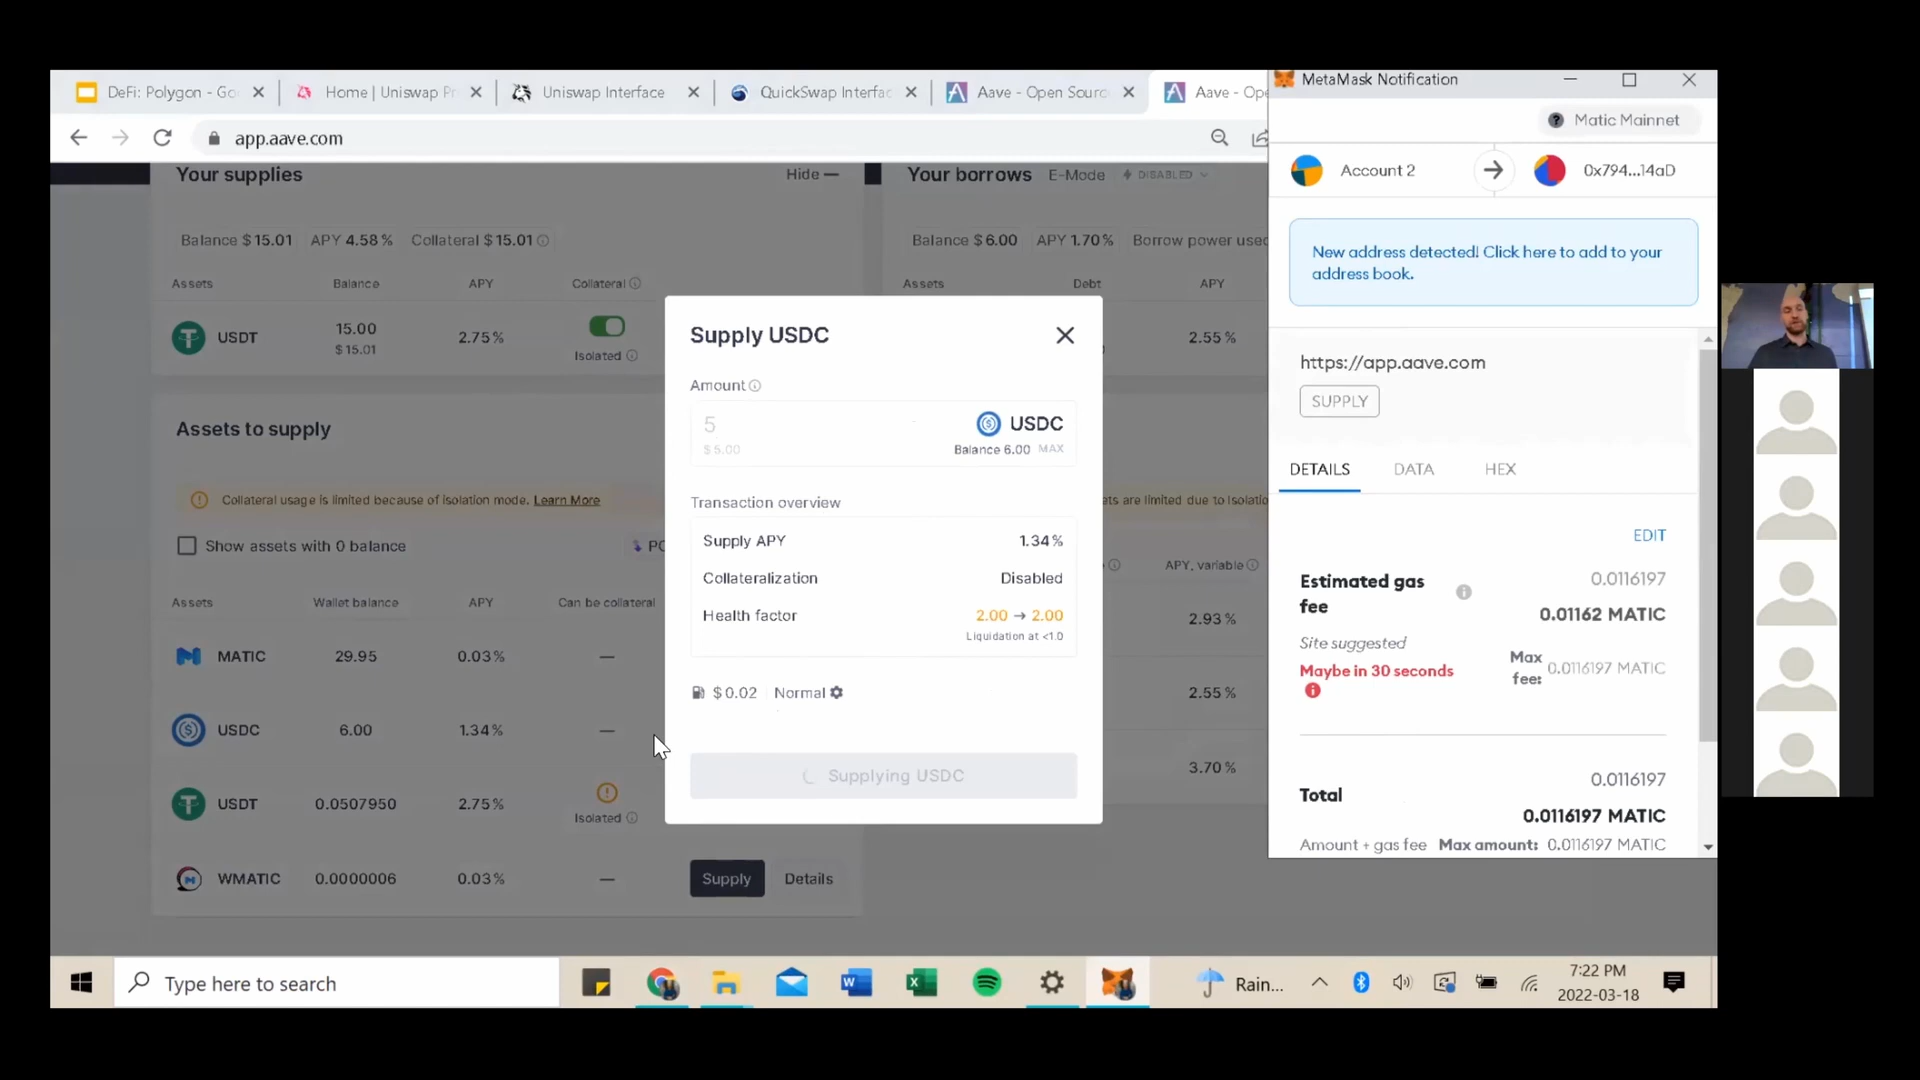 DeFi: Polygon - Goo
Home | Uniswap Pr
Uniswap Interface
QuickSwap Interfac
Aave - Open Sourc
Aave - Ope
MetaMask Notification
app.aave.com
Matic Mainnet
Account 2
0x794...14aD
Your supplies
Hide —
Your borrows E-Mode DISABLED
Balance $ 15.01 APY 4.58 % Collateral $ 15.01
Balance $ 6.00 APY 1.70 % Borrow power used
Assets Balance APY Collateral
Assets Debt APY
USDT 15.00 2.75 %
$ 15.01 Isolated
2.55 %
New address detected! Click here to add to your
address book.
https://app.aave.com
SUPPLY
DETAILS DATA HEX
EDIT
Estimated gas
fee
0.0116197
0.01162 MATIC
Site suggested
Maybe in 30 seconds
Max
fee: 0.0116197 MATIC
Total
0.0116197
0.0116197 MATIC
Amount + gas fee Max amount: 0.0116197 MATIC
Supply USDC
Amount
5 USDC
$ 5.00 Balance 6.00 MAX
Transaction overview
Supply APY 1.34 %
Collateralization Disabled
Health factor 2.00 → 2.00
Liquidation at <1.0
$ 0.02 Normal
Supplying USDC
Assets to supply
Collateral usage is limited because of isolation mode. Learn More
ets are limited due to Isolatio
Show assets with 0 balance
PO
APY, variable
Assets Wallet balance APY Can be collateral
MATIC 29.95 0.03 % —
2.93 %
USDC 6.00 1.34 % —
2.55 %
USDT 0.0507950 2.75 %
Isolated
3.70 %
WMATIC 0.0000006 0.03 % — Supply Details
Type here to search
Rain...
7:22 PM
2022-03-18